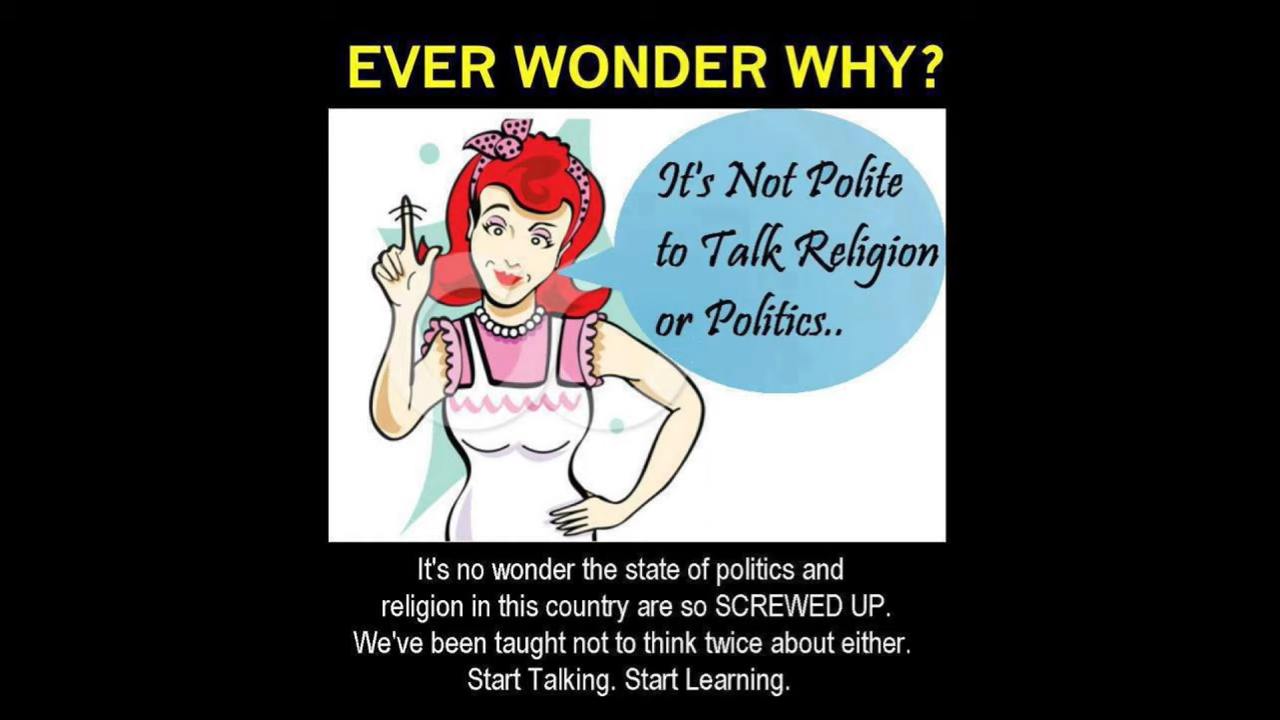 EVER WONDER WHY?
It's Not Polite
to Talk Religion
or Politics..
It's no wonder the state of politics and
religion in this country are so SCREWED UP.
We've been taught not to think twice about either.
Start Talking. Start Learning.